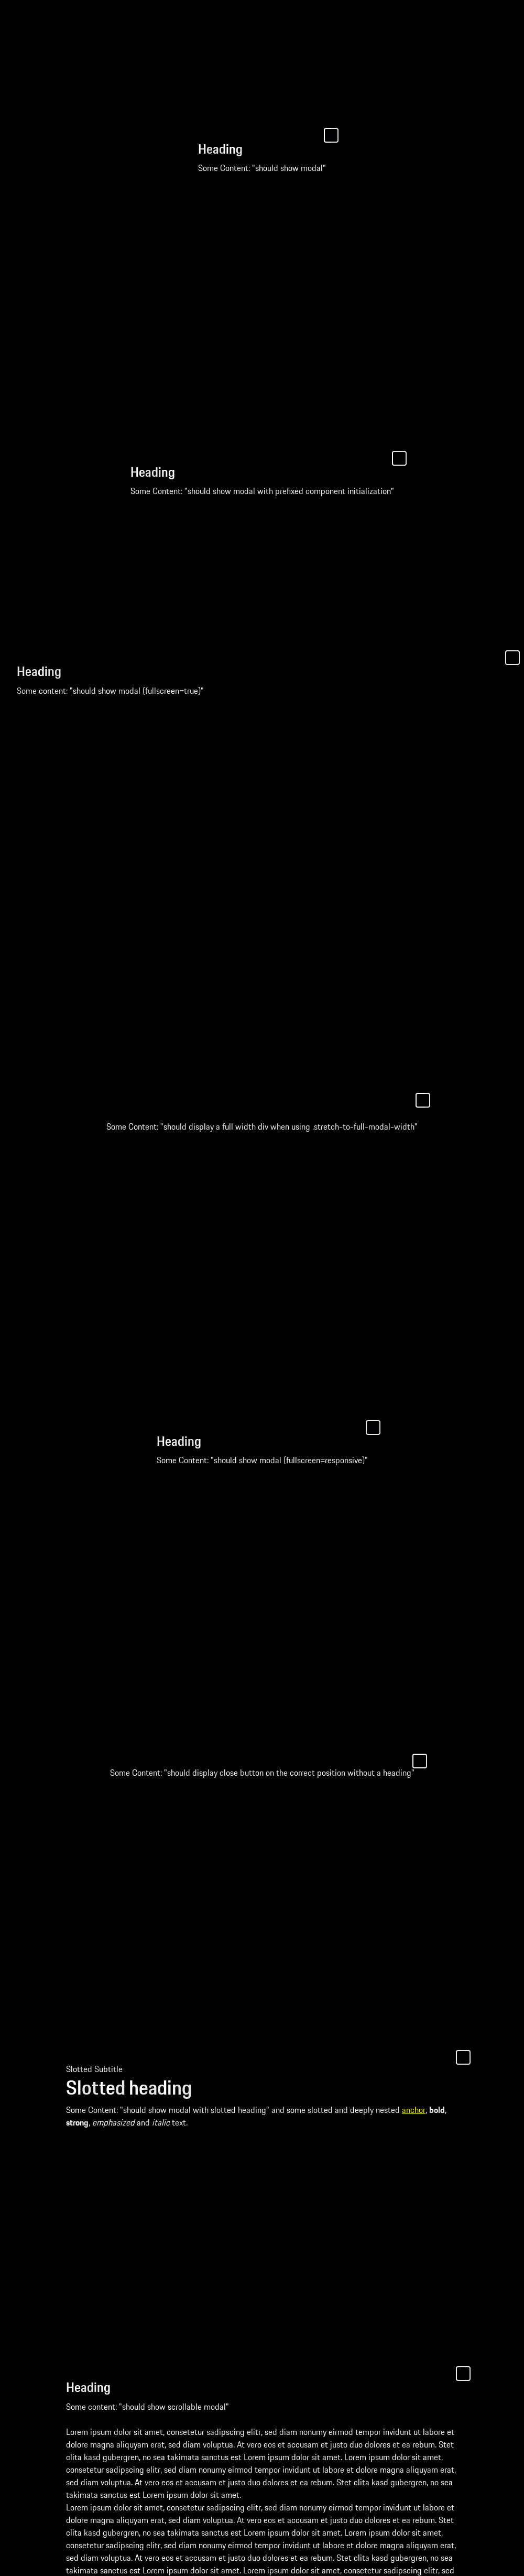 Heading
Some Content: "should show modal"
Heading
Some Content: "should show modal with prefixed component initialization"
Heading
Some content: "should show modal (fullscreen=true)"
Some Content: "should display a full width div when using .stretch-to-full-modal-width"
Heading
Some Content: "should show modal (fullscreen=responsive)"
Some Content: "should display close button on the correct position without a heading"
Slotted Subtitle
Slotted heading
Some Content: "should show modal with slotted heading" and some slotted and deeply nested anchor, bold,
strong, emphasized and italic text.
Heading
Some content: "should show scrollable modal"
Lorem ipsum dolor sit amet, consetetur sadipscing elitr, sed diam nonumy eirmod tempor invidunt ut labore et
dolore magna aliquyam erat, sed diam voluptua. At vero eos et accusam et justo duo dolores et ea rebum. Stet
clita kasd gubergren, no sea takimata sanctus est Lorem ipsum dolor sit amet. Lorem ipsum dolor sit amet,
consetetur sadipscing elitr, sed diam nonumy eirmod tempor invidunt ut labore et dolore magna aliquyam erat,
sed diam voluptua. At vero eos et accusam et justo duo dolores et ea rebum. Stet clita kasd gubergren, no sea
takimata sanctus est Lorem ipsum dolor sit amet.
Lorem ipsum dolor sit amet, consetetur sadipscing elitr, sed diam nonumy eirmod tempor invidunt ut labore et
dolore magna aliquyam erat, sed diam voluptua. At vero eos et accusam et justo duo dolores et ea rebum. Stet
clita kasd gubergren, no sea takimata sanctus est Lorem ipsum dolor sit amet. Lorem ipsum dolor sit amet,
consetetur sadipscing elitr, sed diam nonumy eirmod tempor invidunt ut labore et dolore magna aliquyam erat,
sed diam voluptua. At vero eos et accusam et justo duo dolores et ea rebum. Stet clita kasd gubergren, no sea
takimata sanctus est Lorem ipsum dolor sit amet. Lorem ipsum dolor sit amet, consetetur sadipscing elitr, sed